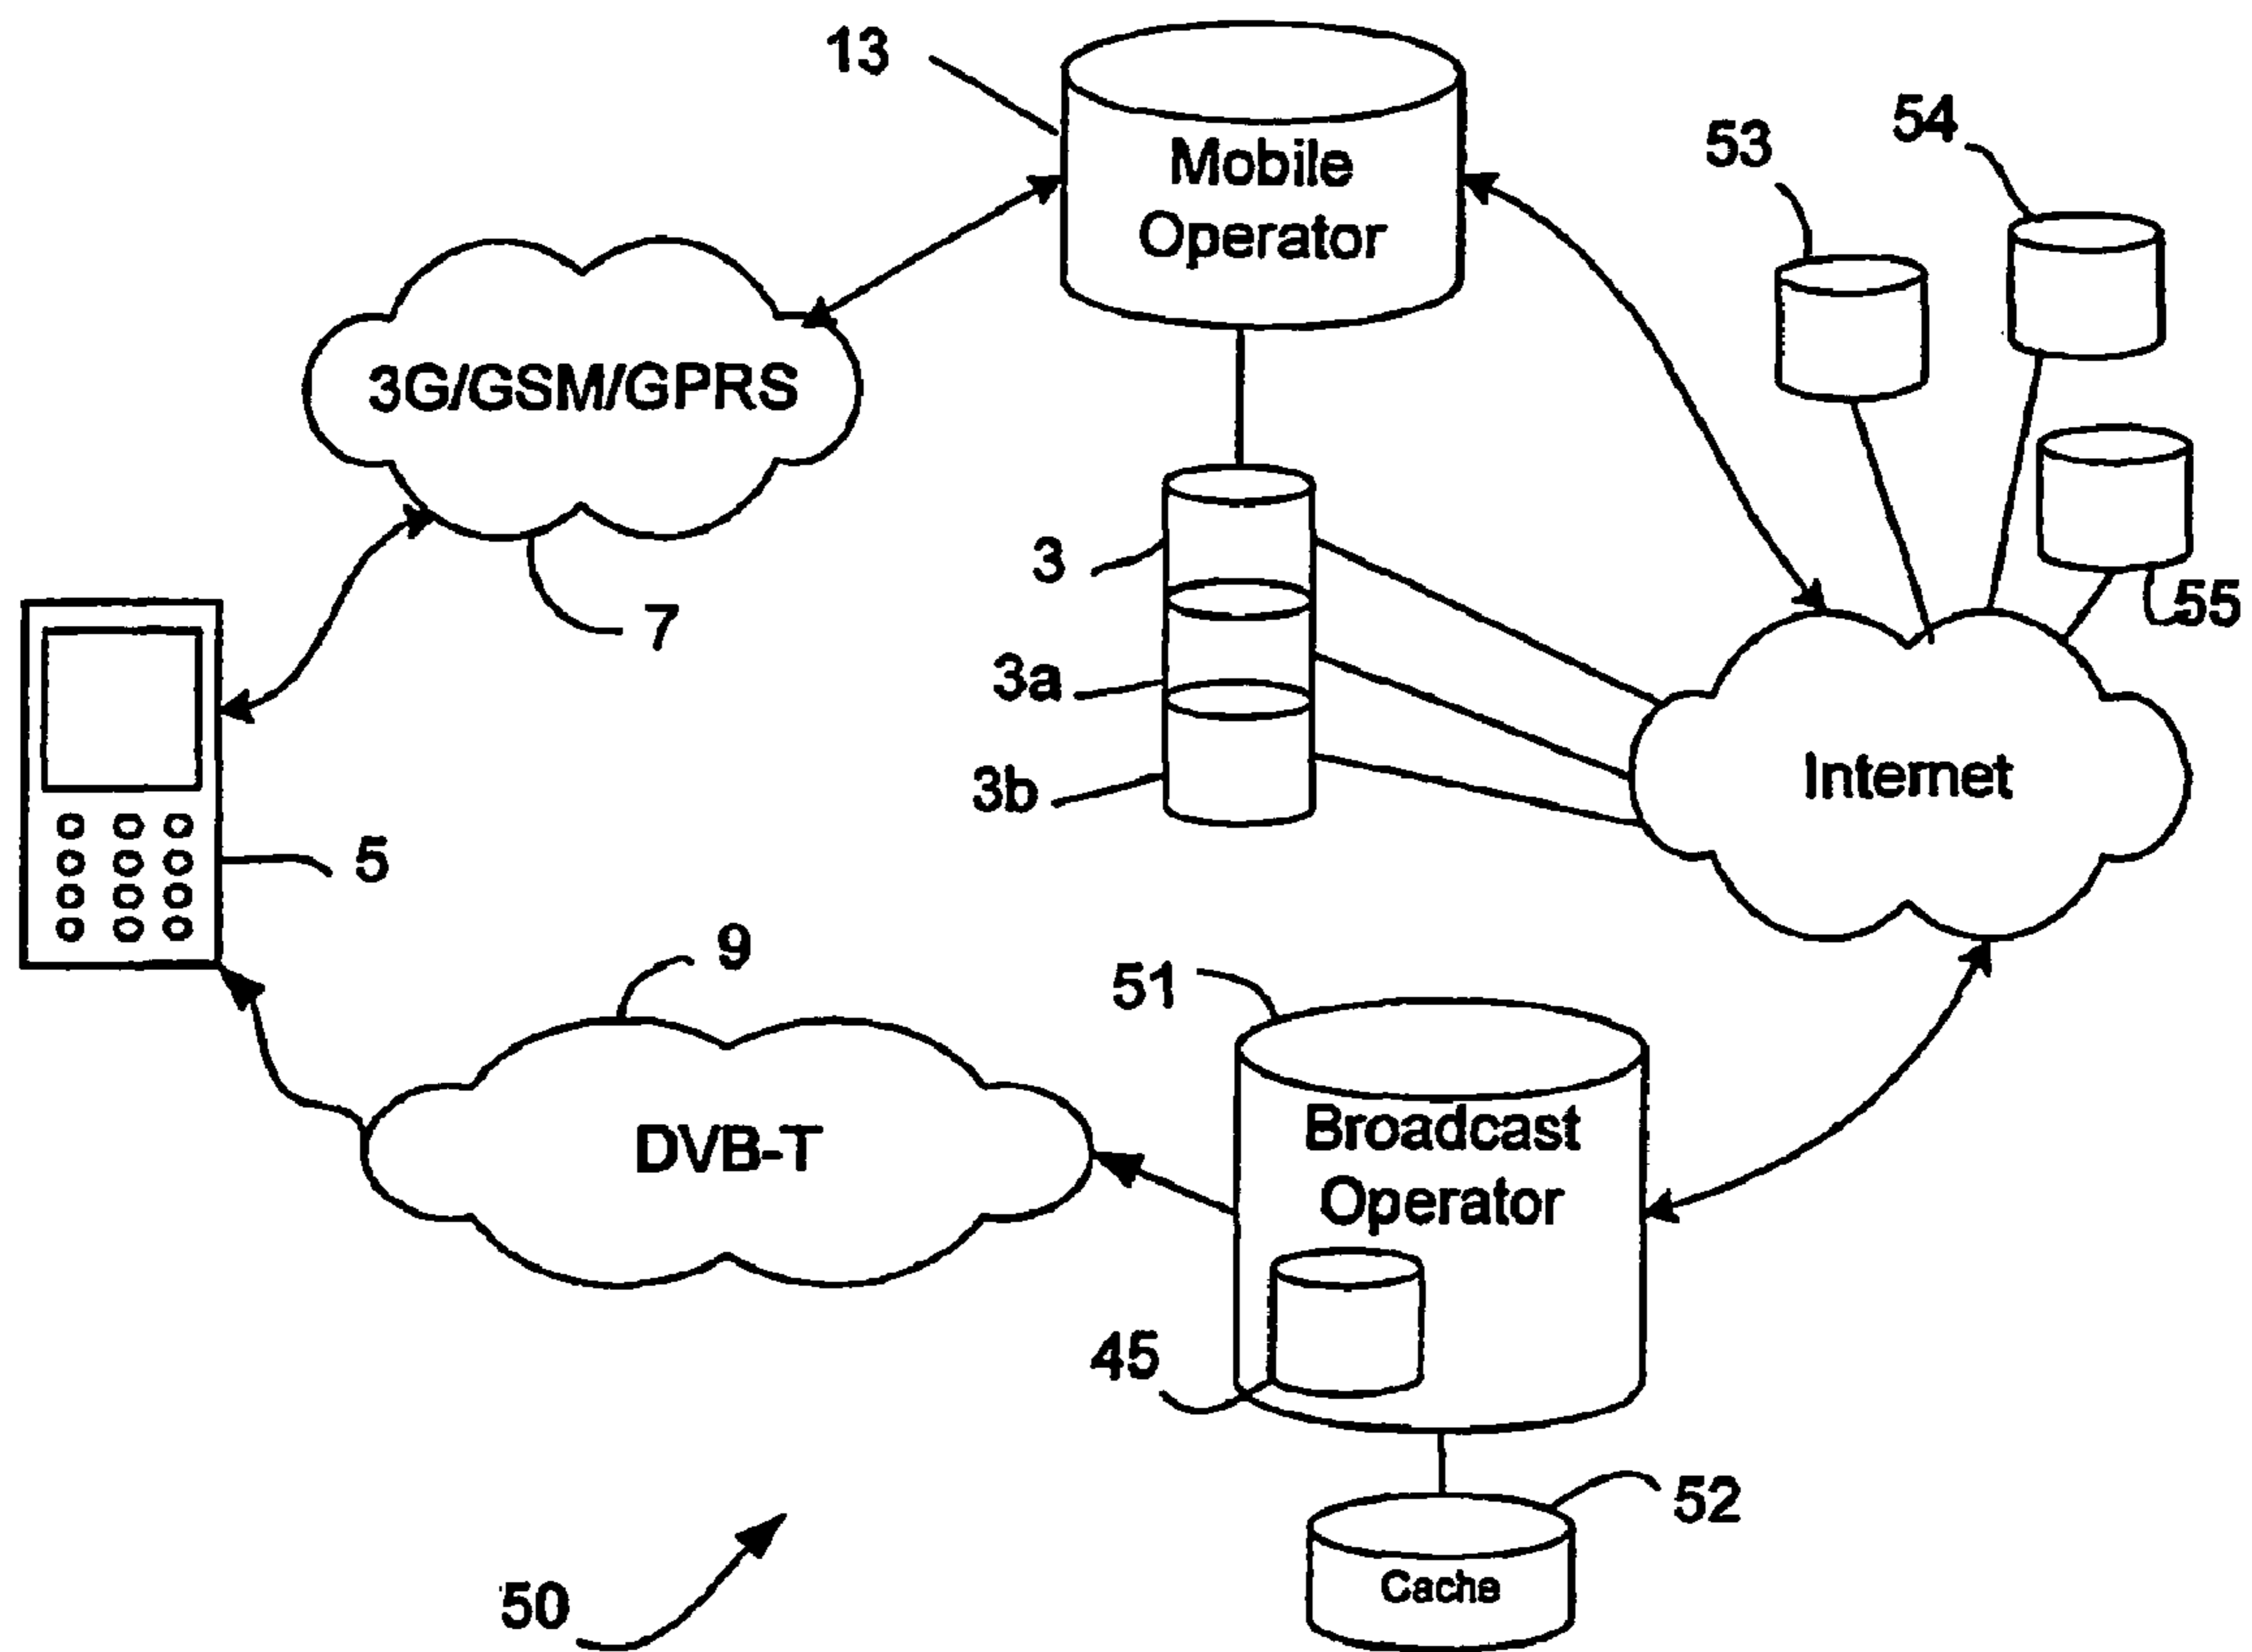 13
Mobile
Operator
53
54
3G/GSM/GPRS
3
7
55
3a
3b
Internet
5
9
51
DVB-T
Broadcast
Operator
45
52
Cache
50